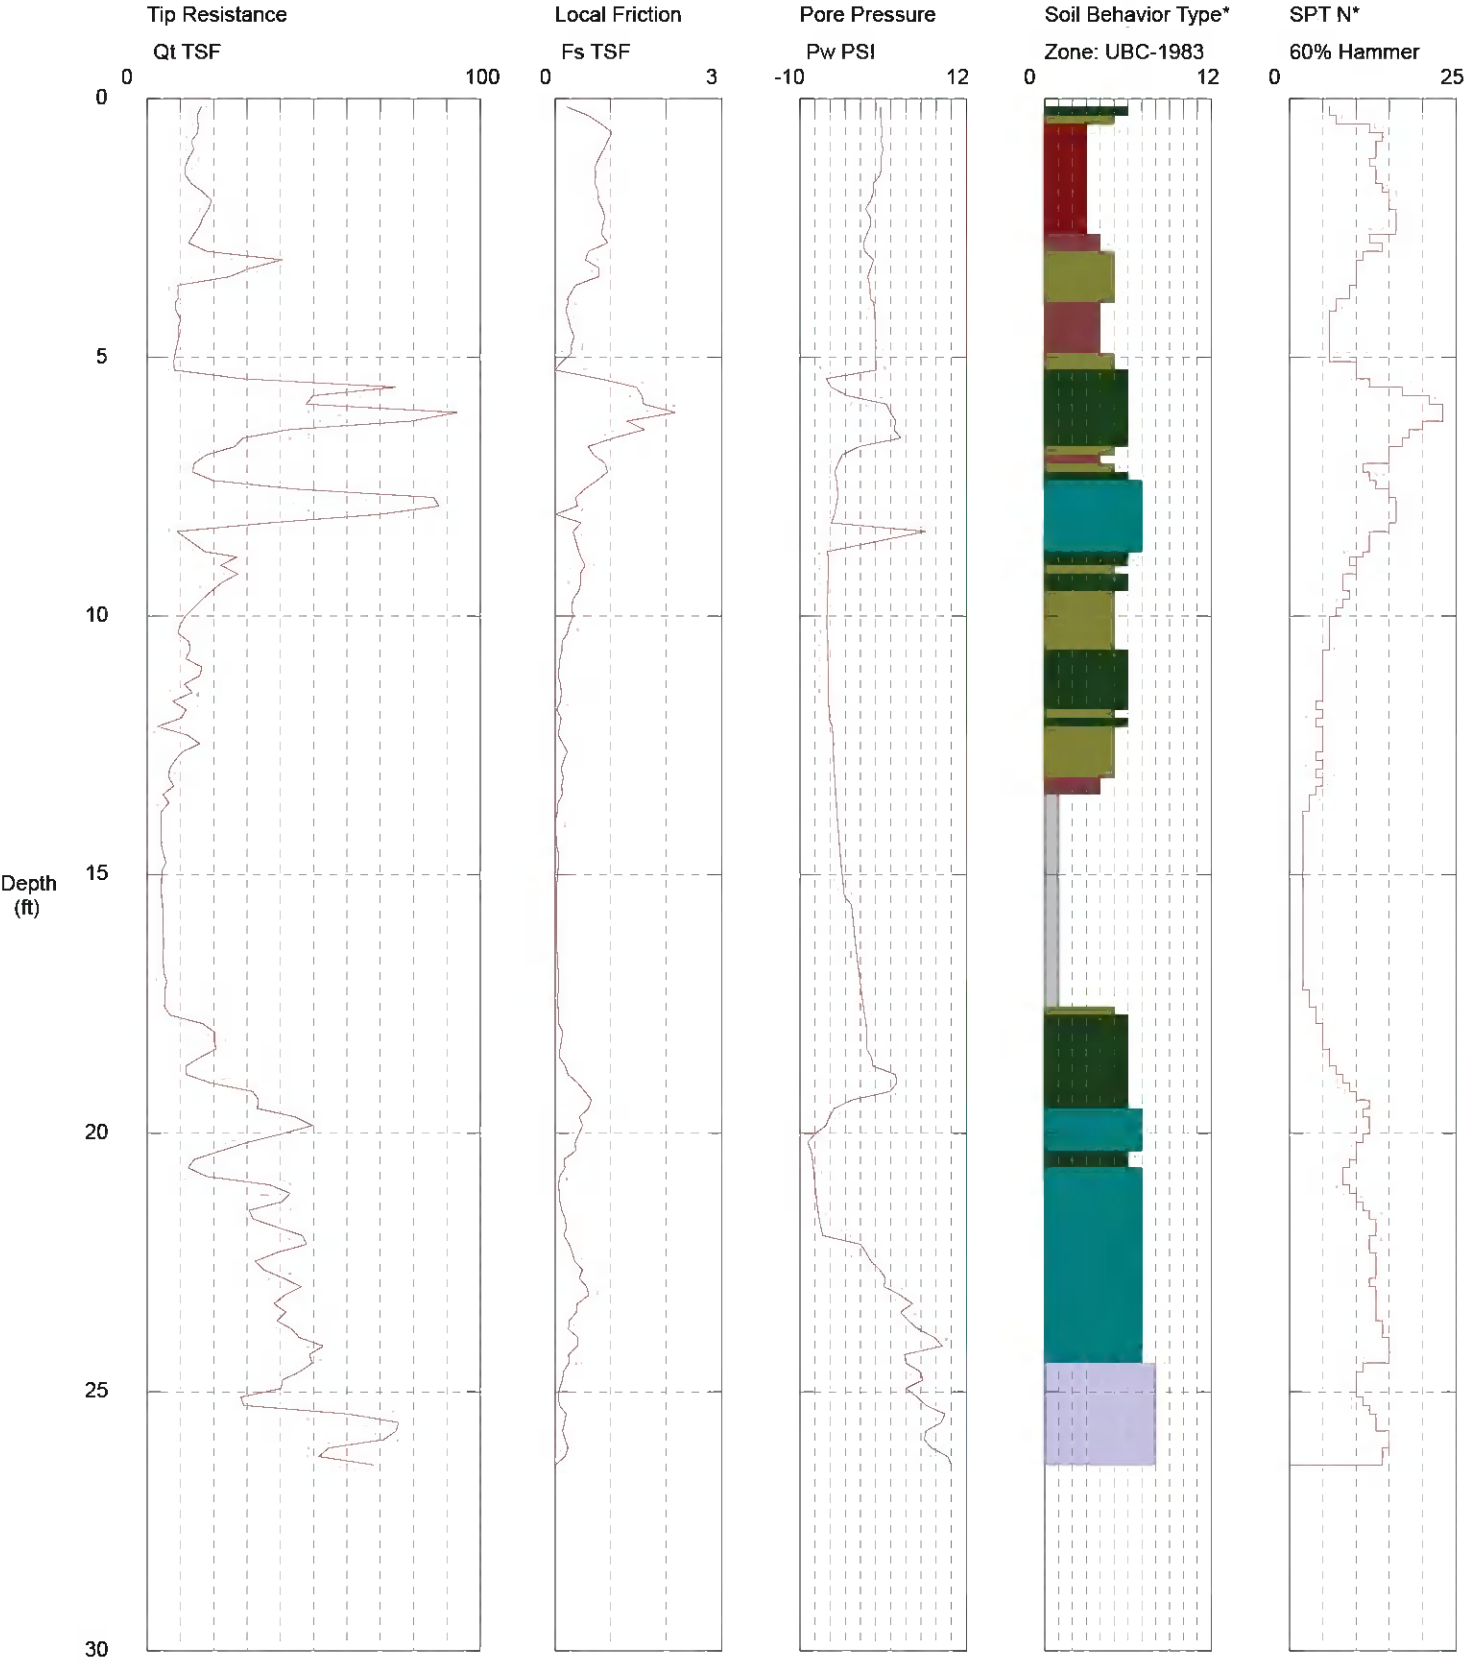 Tip Resistance Local Friction Pore Pressure Soil Behavior Type* SPT N*
Qt TSF Fs TSF Pw PSI Zone: UBC-1983 60% Hammer
0 100 0 3 -10 12 0 12 0 25
0
5
10
15
Depth
(ft)
20
25
30